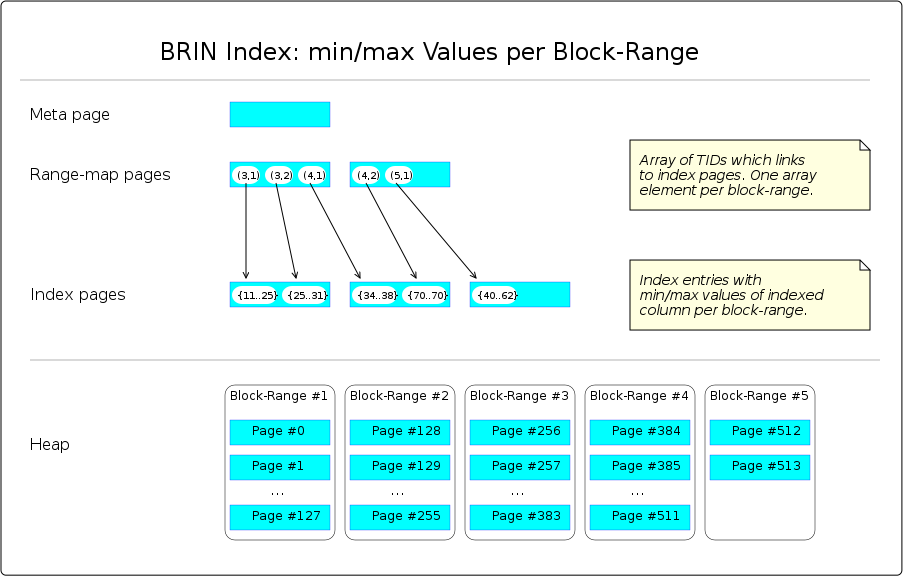 BRIN Index: min/max Values per Block-Range
Meta page
Range-map pages
(3,1) (3,2) (4,1) (4,2) (5,1)
Array of TIDs which links
to index pages. One array
element per block-range.
Index pages
{11..25} {25..31} {34..38} {70..70} {40..62}
Index entries with
min/max values of indexed
column per block-range.
Heap
Block-Range #1
Page #0
Page #1
...
Page #127
Block-Range #2
Page #128
Page #129
...
Page #255
Block-Range #3
Page #256
Page #257
...
Page #383
Block-Range #4
Page #384
Page #385
...
Page #511
Block-Range #5
Page #512
Page #513